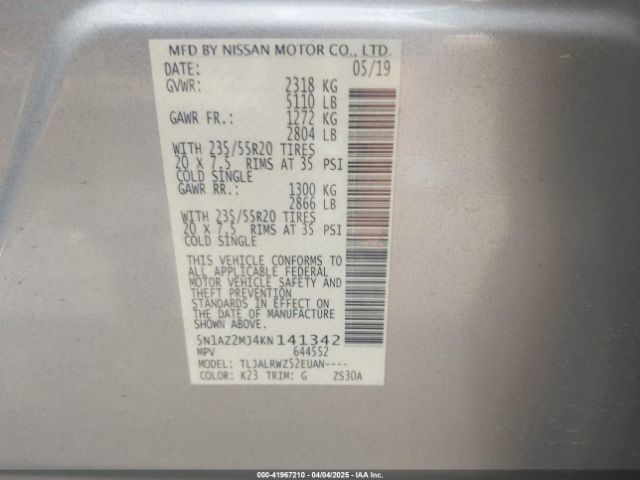 MFD BY NISSAN MOTOR CO., LTD.
DATE: 05/19
GVWR: 2318 KG
5110 LB
GAWR FR.: 1272 KG
2804 LB
WITH 235/55R20 TIRES
20 X 7.5 RIMS AT 35 PSI
COLD SINGLE
GAWR RR.: 1300 KG
2866 LB
WITH 235/55R20 TIRES
20 X 7.5 RIMS AT 35 PSI
COLD SINGLE
THIS VEHICLE CONFORMS TO
ALL APPLICABLE FEDERAL
MOTOR VEHICLE SAFETY AND
THEFT PREVENTION
STANDARDS IN EFFECT ON THE
DATE OF MANUFACTURE
SHOWN ABOVE.
5N1AZ2MJ4KN141342
MPV 644552
MODEL: TLJALRWZ52EUAN----
COLOR: K23 TRIM: G ZS30A
000-41967210 - 04/04/2025 - IAA Inc.